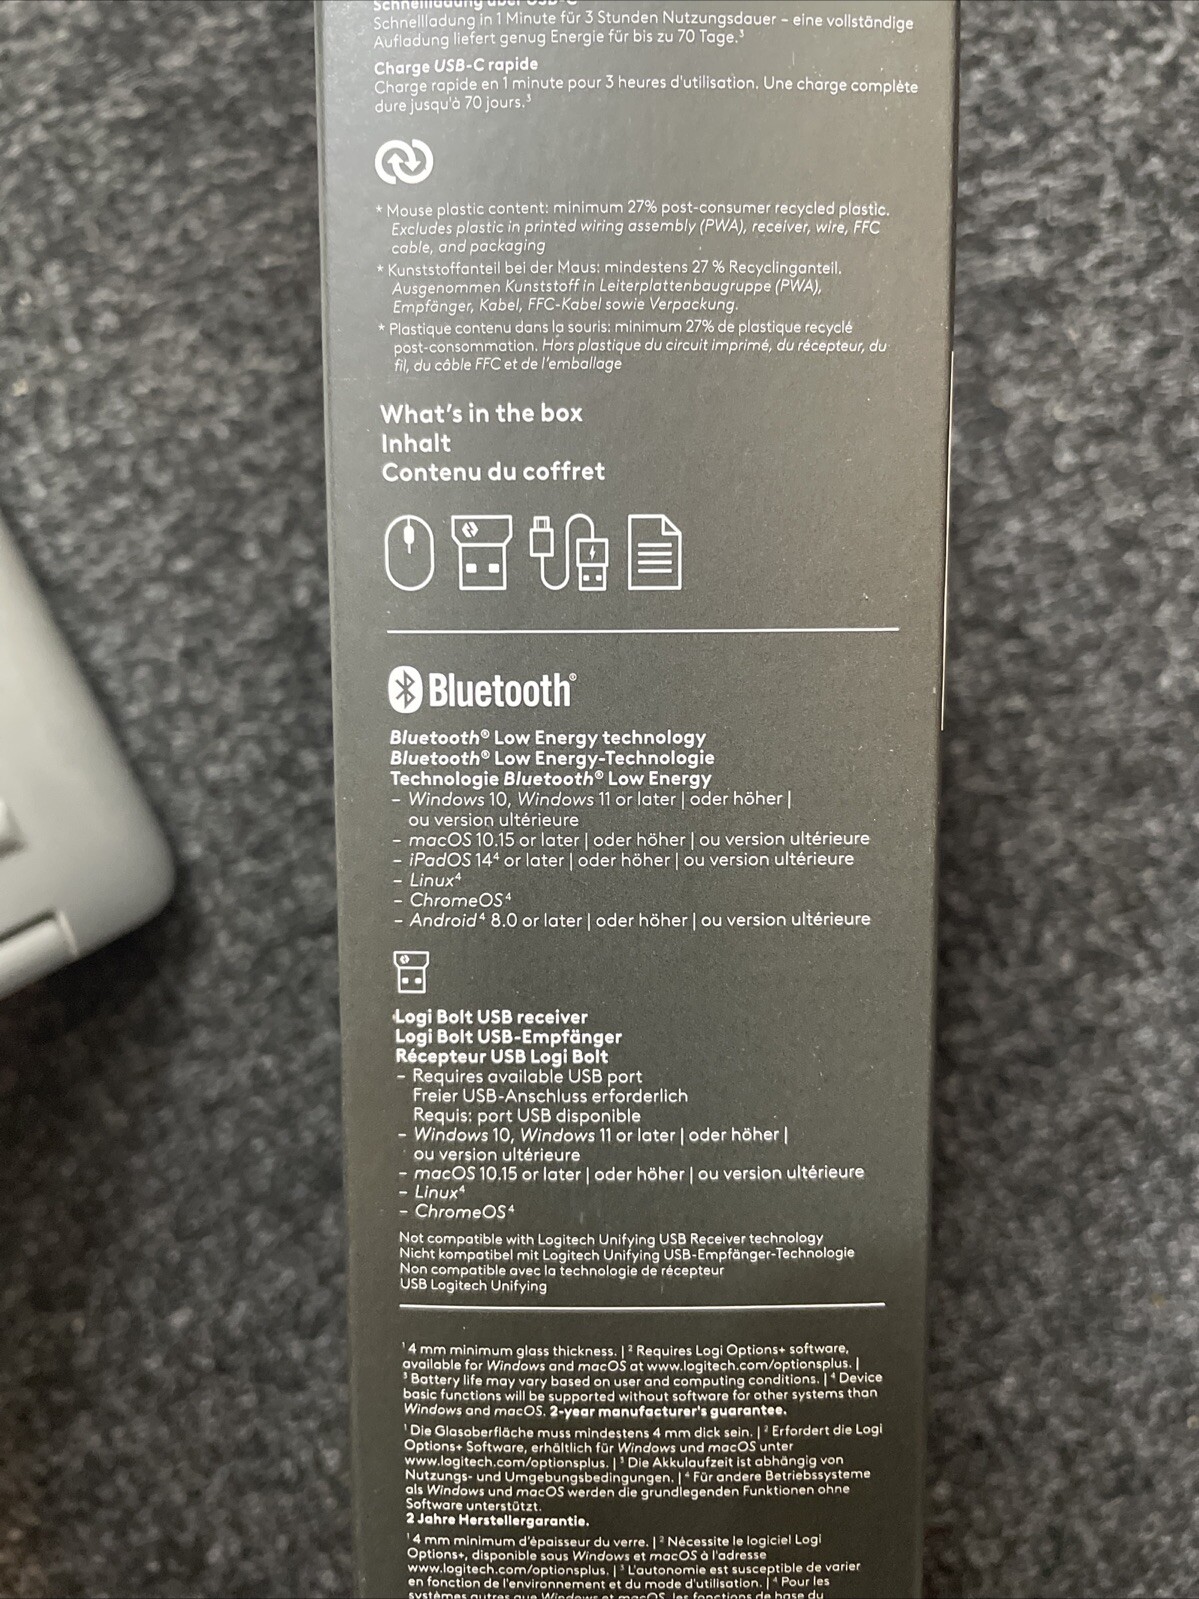 Schnellladung über USB-C
Schnellladung in 1 Minute für 3 Stunden Nutzungsdauer – eine vollständige
Aufladung liefert genug Energie für bis zu 70 Tage.³
Charge USB-C rapide
Charge rapide en 1 minute pour 3 heures d'utilisation. Une charge complète
dure jusqu'à 70 jours.³
* Mouse plastic content: minimum 27% post-consumer recycled plastic.
Excludes plastic in printed wiring assembly (PWA), receiver, wire, FFC
cable, and packaging
* Kunststoffanteil bei der Maus: mindestens 27 % Recyclinganteil.
Ausgenommen Kunststoff in Leiterplattenbaugruppe (PWA),
Empfänger, Kabel, FFC-Kabel sowie Verpackung.
* Plastique contenu dans la souris: minimum 27% de plastique recyclé
post-consommation. Hors plastique du circuit imprimé, du récepteur, du
fil, du câble FFC et de l'emballage
What's in the box
Inhalt
Contenu du coffret
Bluetooth®
Bluetooth® Low Energy technology
Bluetooth® Low Energy-Technologie
Technologie Bluetooth® Low Energy
– Windows 10, Windows 11 or later | oder höher |
ou version ultérieure
– macOS 10.15 or later | oder höher | ou version ultérieure
– iPadOS 14⁴ or later | oder höher | ou version ultérieure
– Linux⁴
– ChromeOS⁴
– Android⁴ 8.0 or later | oder höher | ou version ultérieure
Logi Bolt USB receiver
Logi Bolt USB-Empfänger
Récepteur USB Logi Bolt
– Requires available USB port
Freier USB-Anschluss erforderlich
Requis: port USB disponible
– Windows 10, Windows 11 or later | oder höher |
ou version ultérieure
– macOS 10.15 or later | oder höher | ou version ultérieure
– Linux⁴
– ChromeOS⁴
Not compatible with Logitech Unifying USB Receiver technology
Nicht kompatibel mit Logitech Unifying USB-Empfänger-Technologie
Non compatible avec la technologie de récepteur
USB Logitech Unifying
¹ 4 mm minimum glass thickness. | ² Requires Logi Options+ software,
available for Windows and macOS at www.logitech.com/optionsplus. |
³ Battery life may vary based on user and computing conditions. | ⁴ Device
basic functions will be supported without software for other systems than
Windows and macOS. 2-year manufacturer's guarantee.
¹ Die Glasoberfläche muss mindestens 4 mm dick sein. | ² Erfordert die Logi
Options+ Software, erhältlich für Windows und macOS unter
www.logitech.com/optionsplus. | ³ Die Akkulaufzeit ist abhängig von
Nutzungs- und Umgebungsbedingungen. | ⁴ Für andere Betriebssysteme
als Windows und macOS werden die grundlegenden Funktionen ohne
Software unterstützt.
2 Jahre Herstellergarantie.
¹ 4 mm minimum d'épaisseur du verre. | ² Nécessite le logiciel Logi
Options+, disponible sous Windows et macOS à l'adresse
www.logitech.com/optionsplus. | ³ L'autonomie est susceptible de varier
en fonction de l'environnement et du mode d'utilisation. | ⁴ Pour les
systèmes autres que Windows et macOS, les fonctions de base du